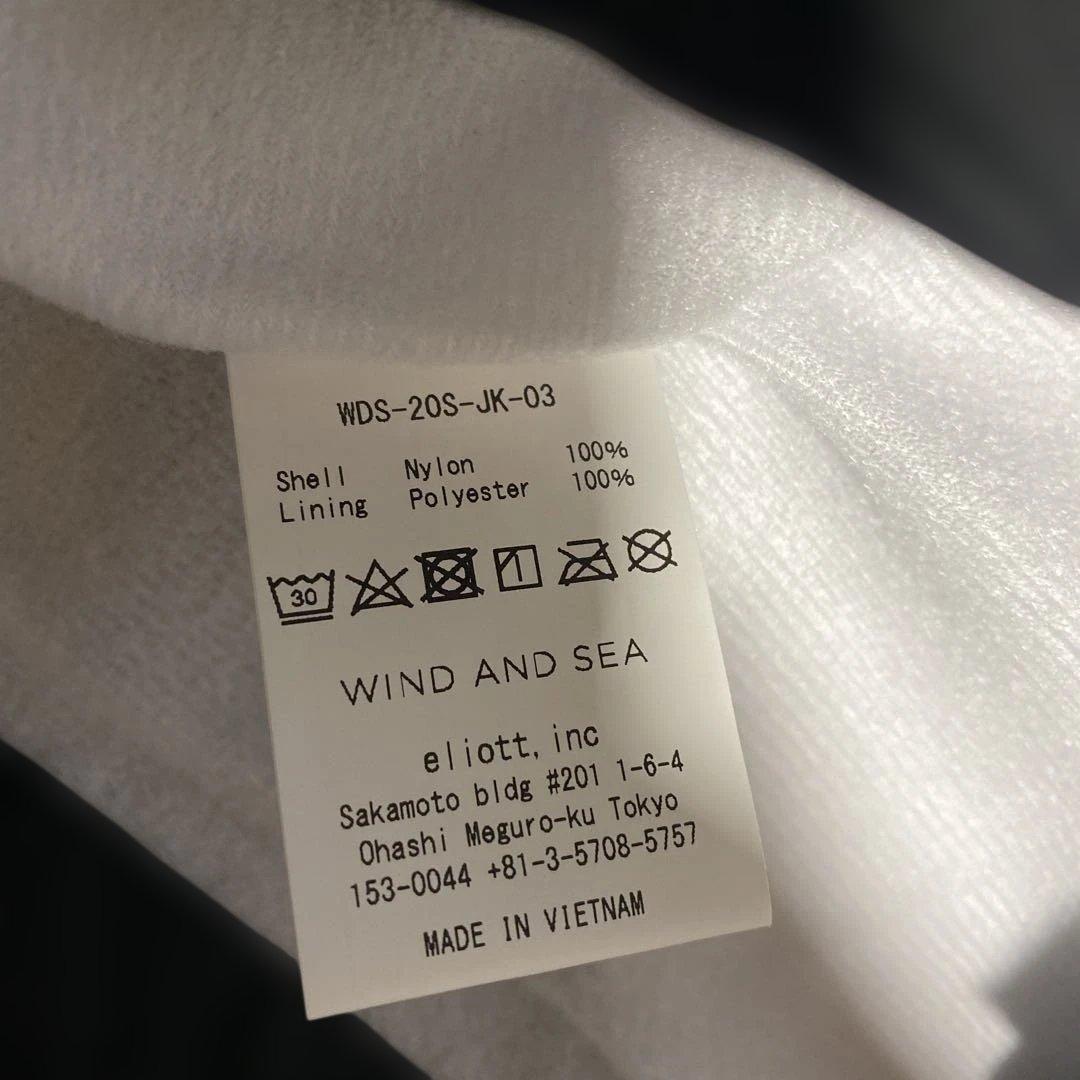 WDS-20S-JK-03
Shell Nylon 100%
Lining Polyester 100%
30
WIND AND SEA
eliott, inc
Sakamoto bldg #201 1-6-4
Ohashi Meguro-ku Tokyo
153-0044 +81-3-5708-5757
MADE IN VIETNAM